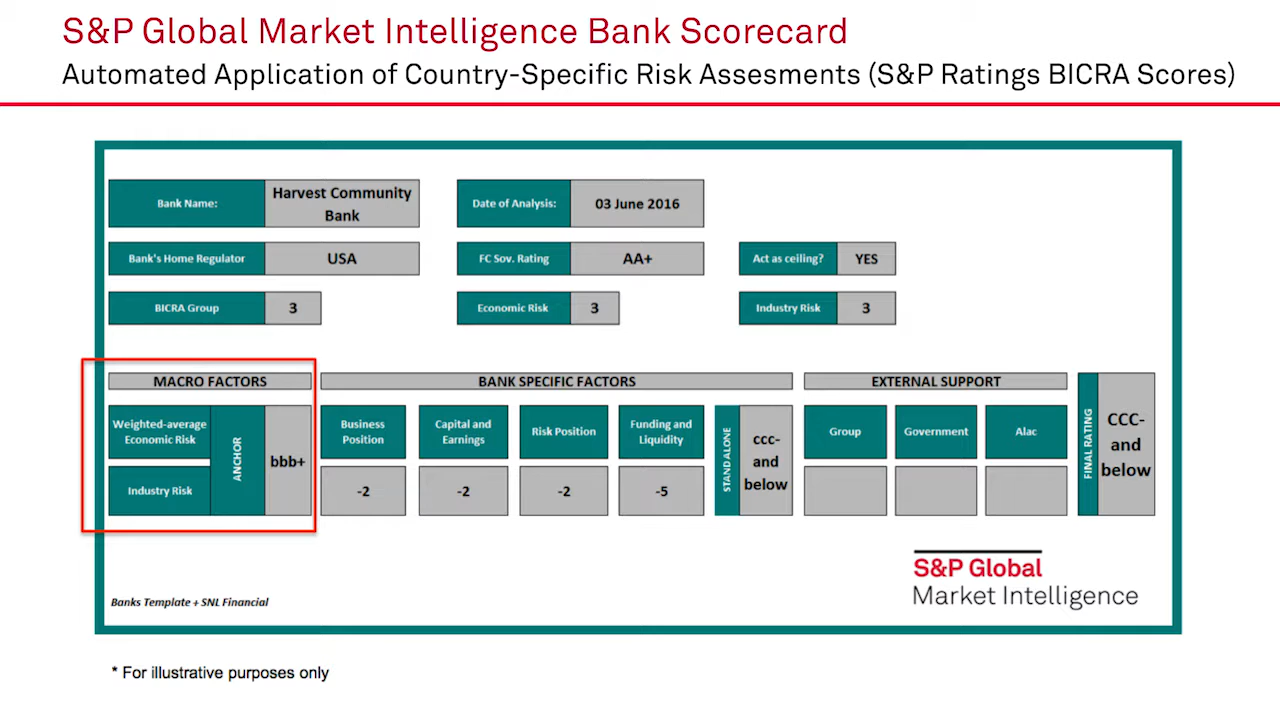 S&P Global Market Intelligence Bank Scorecard
Automated Application of Country-Specific Risk Assesments (S&P Ratings BICRA Scores)
Bank Name:
Harvest Community
Bank
Date of Analysis:
03 June 2016
Bank's Home Regulator
USA
FC Sov. Rating
AA+
Act as ceiling?
YES
BICRA Group
3
Economic Risk
3
Industry Risk
3
MACRO FACTORS
Weighted-average
Economic Risk
Industry Risk
ANCHOR
bbb+
BANK SPECIFIC FACTORS
Business
Position
-2
Capital and
Earnings
-2
Risk Position
-2
Funding and
Liquidity
-5
STAND ALONE
ccc-
and
below
EXTERNAL SUPPORT
Group
Government
Alac
FINAL RATING
CCC-
and
below
S&P Global
Market Intelligence
Banks Template + SNL Financial
* For illustrative purposes only